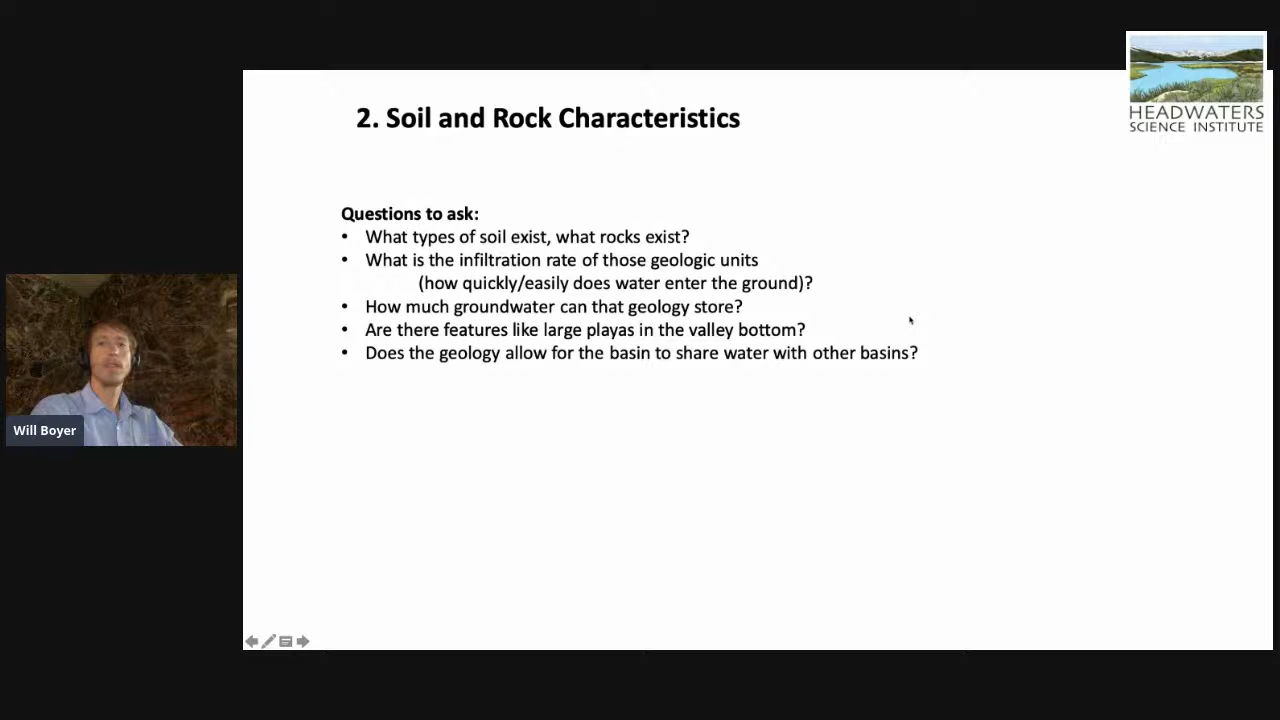 HEADWATERS
SCIENCE INSTITUTE
2. Soil and Rock Characteristics
Questions to ask:
• What types of soil exist, what rocks exist?
• What is the infiltration rate of those geologic units
(how quickly/easily does water enter the ground)?
• How much groundwater can that geology store?
• Are there features like large playas in the valley bottom?
• Does the geology allow for the basin to share water with other basins?
Will Boyer